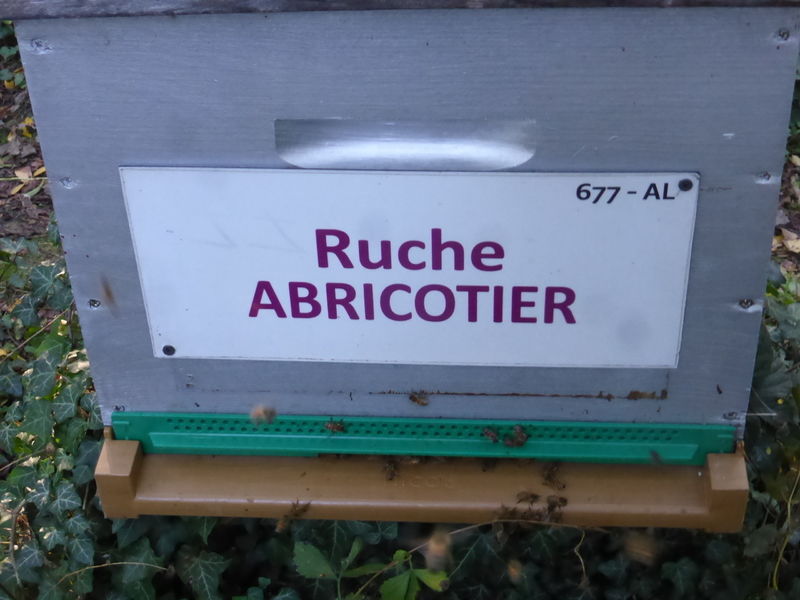 677 - AL
Ruche
ABRICOTIER